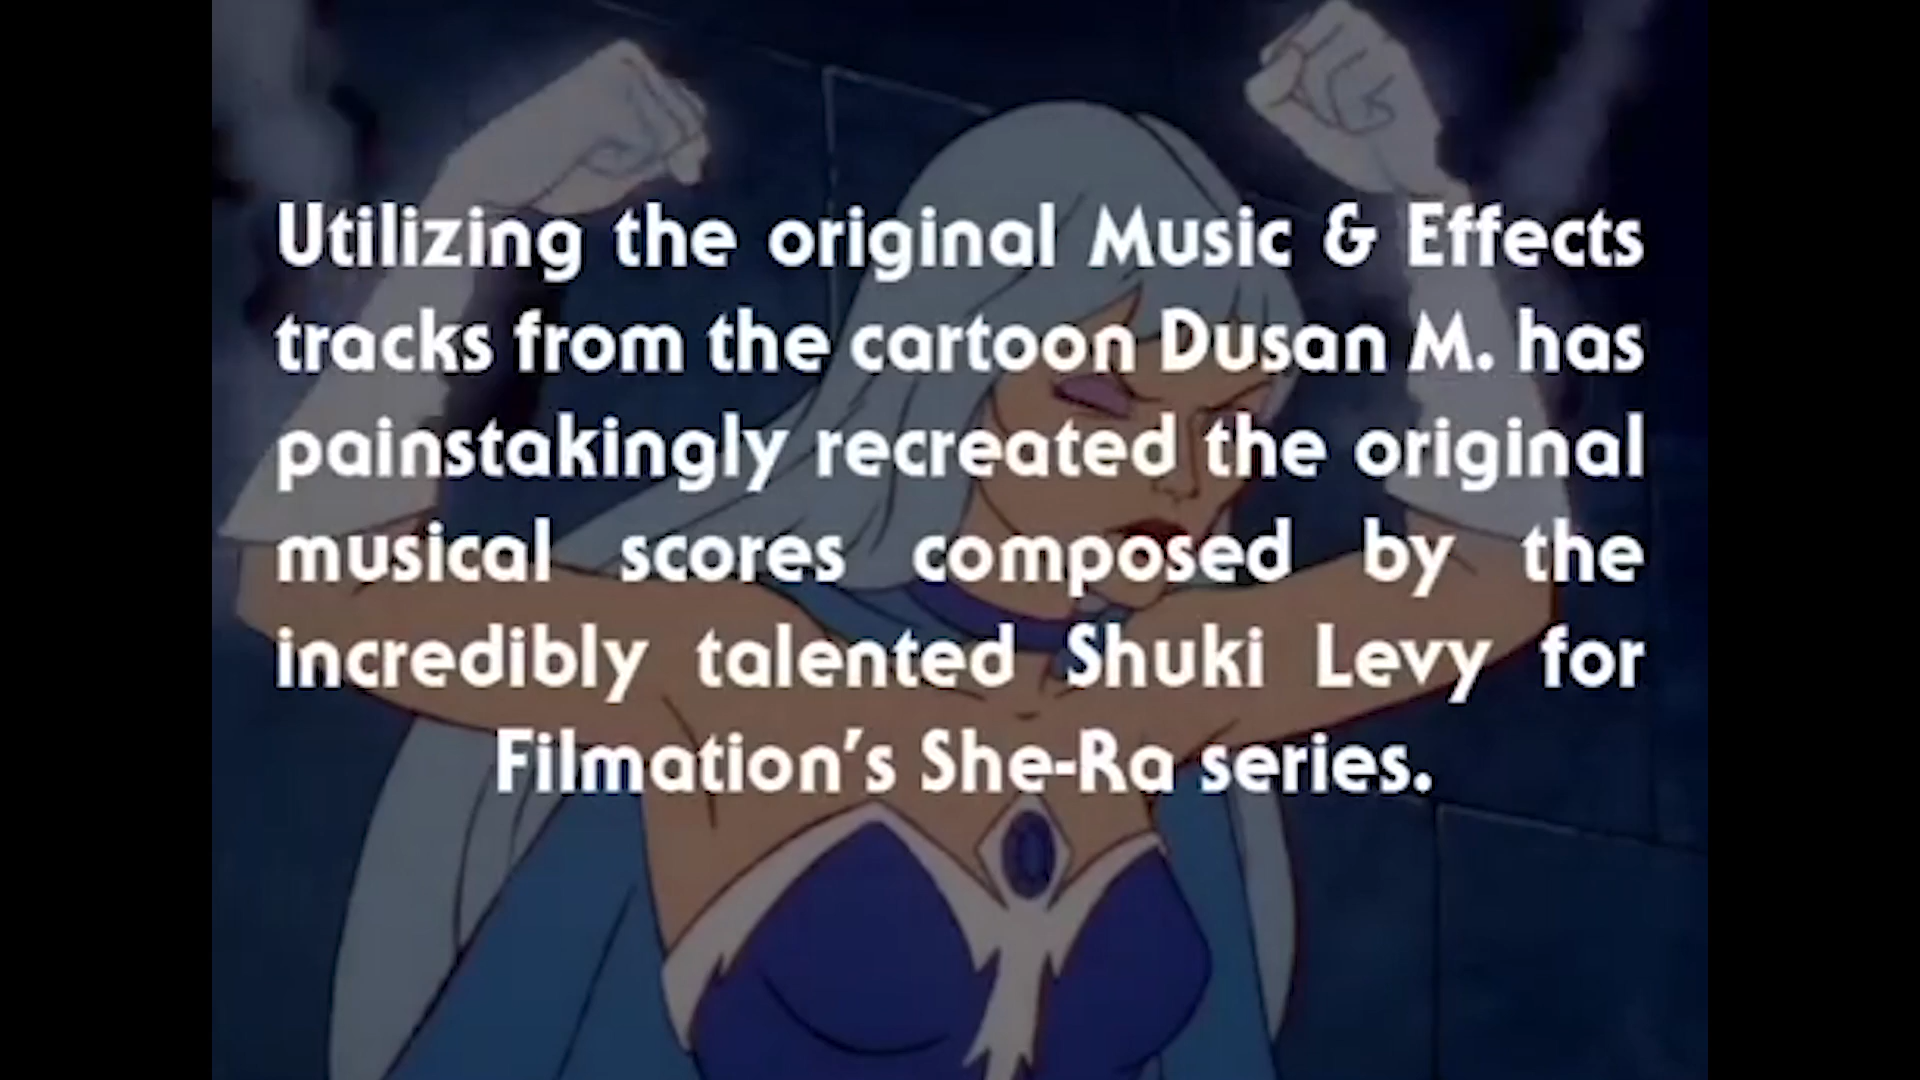 Utilizing the original Music & Effects
tracks from the cartoon Dusan M. has
painstakingly recreated the original
musical scores composed by the
incredibly talented Shuki Levy for
Filmation's She-Ra series.